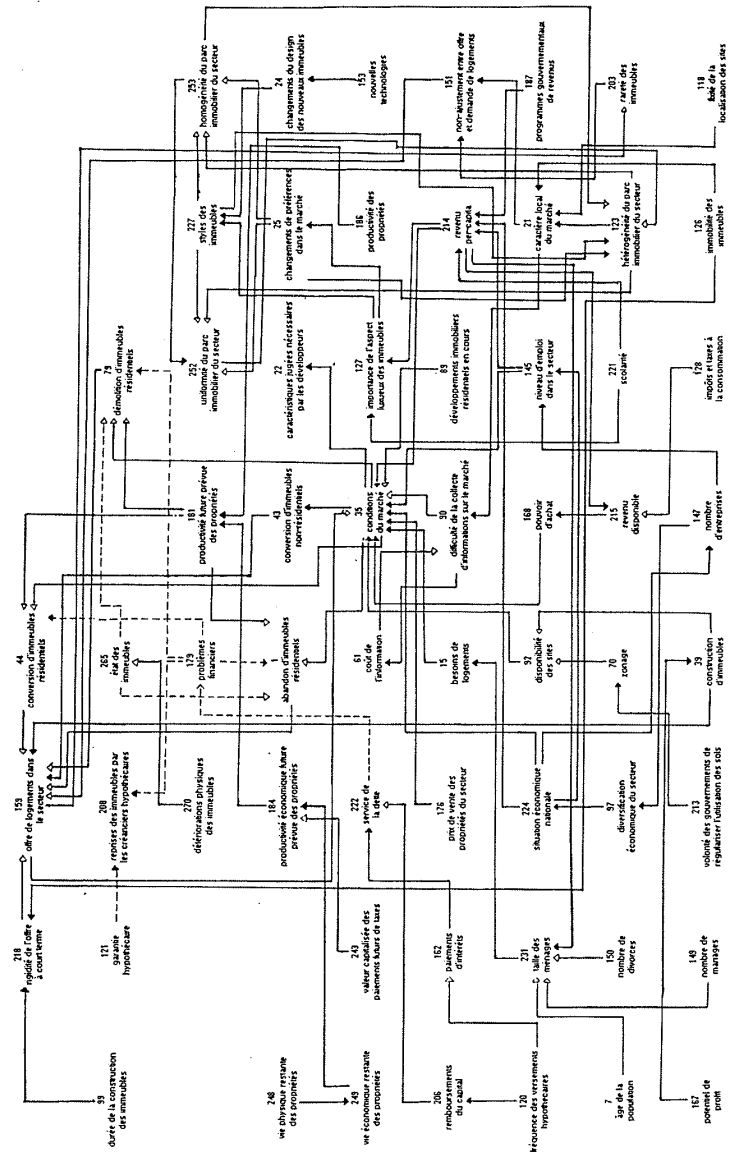 99
durée de la construction
des immeubles
248
vie physique restante
des propriétés
249
vie économique restante
des propriétés
206
remboursements
du capital
120
fréquence des versements
hypothécaires
7
âge de la
population
167
potentiel de
profit
218
rigidité de l'offre
à court terme
121
garantie
hypothécaire
243
valeur capitalisée des
paiements futurs de taxes
162
paiements
d'intérêts
231
taille des
ménages
150
nombre de
divorces
149
nombre de
mariages
159
offre de logements dans
le secteur
208
reprises des immeubles par
les créanciers hypothécaires
270
détériorations physiques
des immeubles
184
productivité économique future
prévue des propriétés
222
service de
la dette
176
prix de vente des
propriétés du secteur
224
situation économique
nationale
97
diversification
économique du secteur
213
volonté des gouvernements de
régulariser l'utilisation des sols
44
conversion d'immeubles
résidentiels
265
état des
immeubles
179
problèmes
financiers
abandon d'immeubles
résidentiels
61
coût de
l'information
15
besoins de
logements
92
disponibilité
des sites
70
zonage
39
construction
d'immeubles
181
productivité future prévue
des propriétés
43
conversion d'immeubles
non-résidentiels
35
conditions
du marché
90
difficulté de la collecte
d'informations sur le marché
168
pouvoir
d'achat
215
revenu
disponible
147
nombre
d'entreprises
79
démolition d'immeubles
résidentiels
252
uniformité du parc
immobilier du secteur
22
caractéristiques jugées nécessaires
par les développeurs
127
importance de l'aspect
luxueux des immeubles
89
développements immobiliers
résidentiels en cours
145
niveau d'emploi
dans le secteur
221
scolarité
128
impôts et taxes à
la consommation
227
styles des
immeubles
25
changements de préférences
dans le marché
186
productivité des
propriétés
214
revenu
per-capita
21
caractère local
du marché
123
hétérogénéité du parc
immobilier du secteur
126
immobilité des
immeubles
253
homogénéité du parc
immobilier du secteur
24
changements du design
des nouveaux immeubles
153
nouvelles
technologies
151
non-ajustement entre offre
et demande de logements
187
programmes gouvernementaux
de revenus
203
rareté des
immeubles
118
fixité de la
localisation des sites